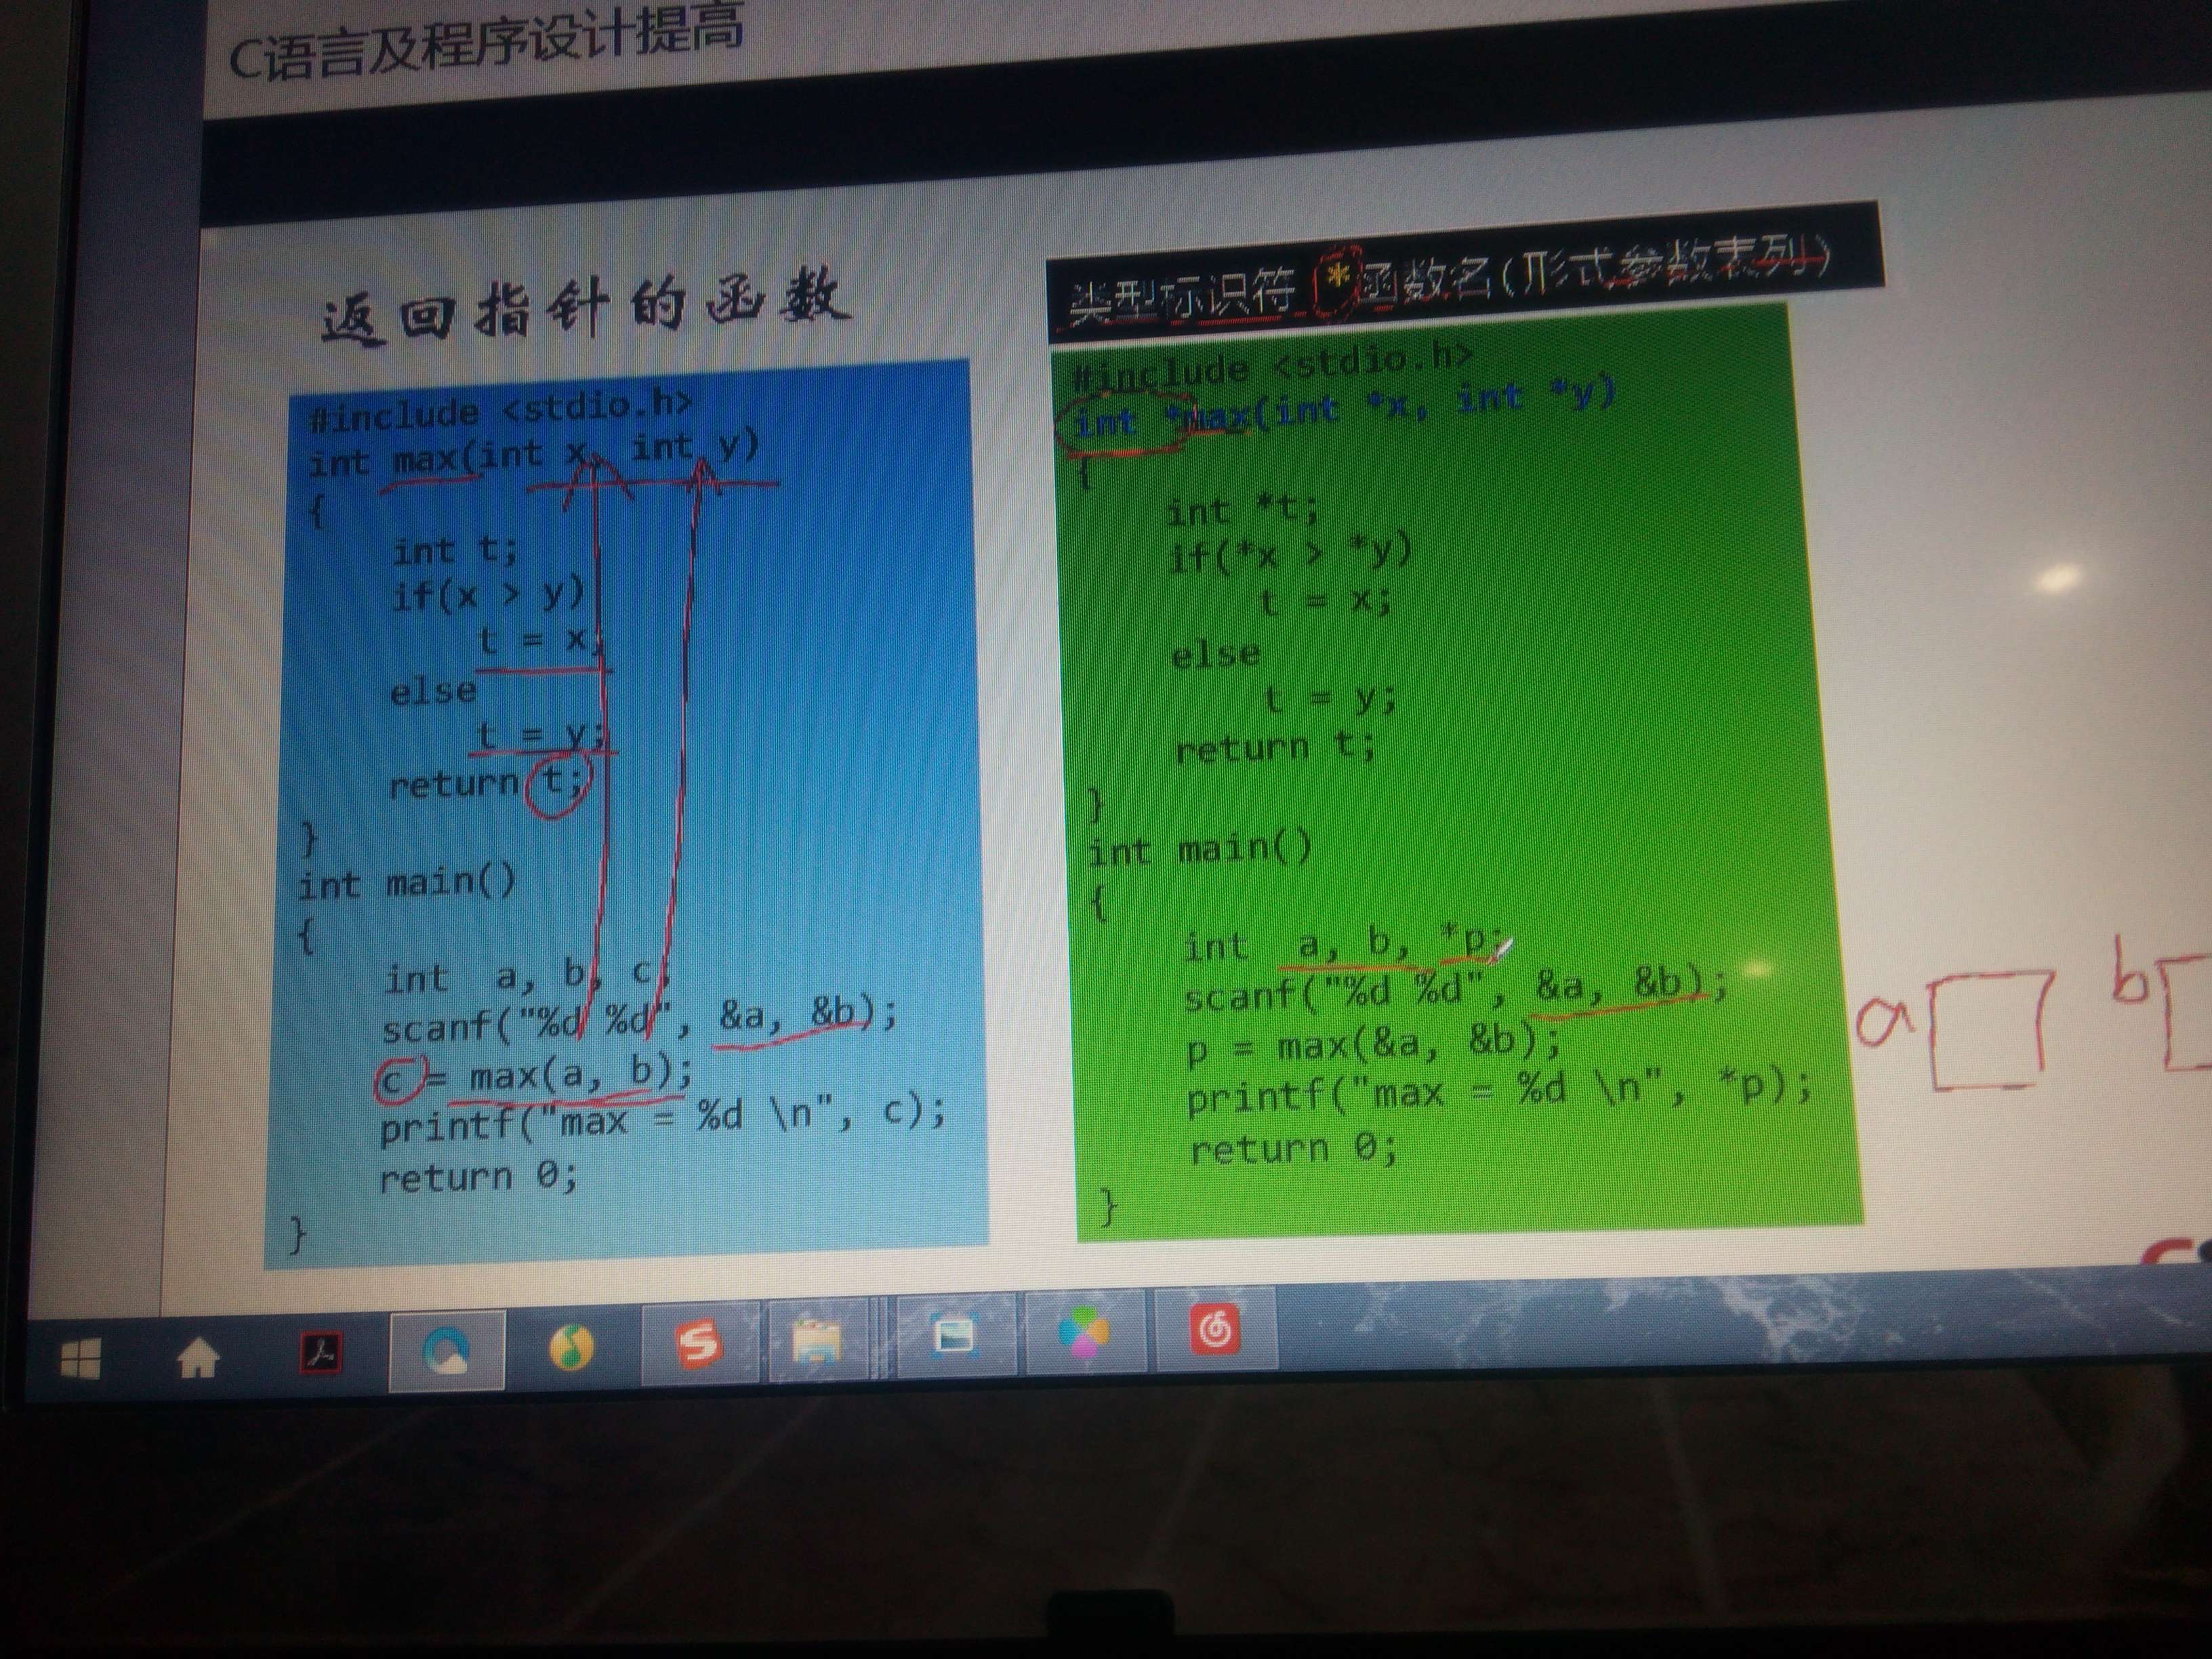 C语言及程序设计提高
返回指针的函数
#include <stdio.h>
int max(int x, int y)
{
    int t;
    if(x > y)
        t = x;
    else
        t = y;
    return t;
}
int main()
{
    int  a, b, c;
    scanf("%d %d", &a, &b);
    c = max(a, b);
    printf("max = %d \n", c);
    return 0;
}
类型标识符 *函数名(形式参数表列)
#include <stdio.h>
int *max(int *x, int *y)
{
    int *t;
    if(*x > *y)
        t = x;
    else
        t = y;
    return t;
}
int main()
{
    int  a, b, *p;
    scanf("%d %d", &a, &b);
    p = max(&a, &b);
    printf("max = %d \n", *p);
    return 0;
}
a b